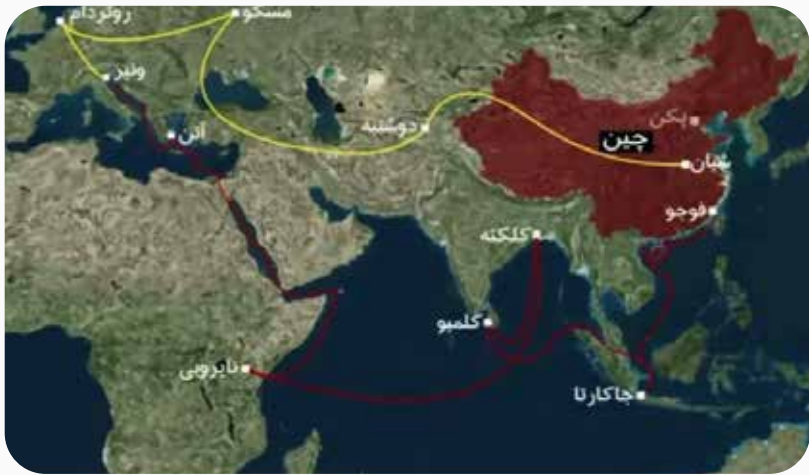 روتردام
مسکو
ونیز
آتن
دوشنبه
پکن
چین
شیان
فوجو
کلکته
کلمبو
نایروبی
جاکارتا